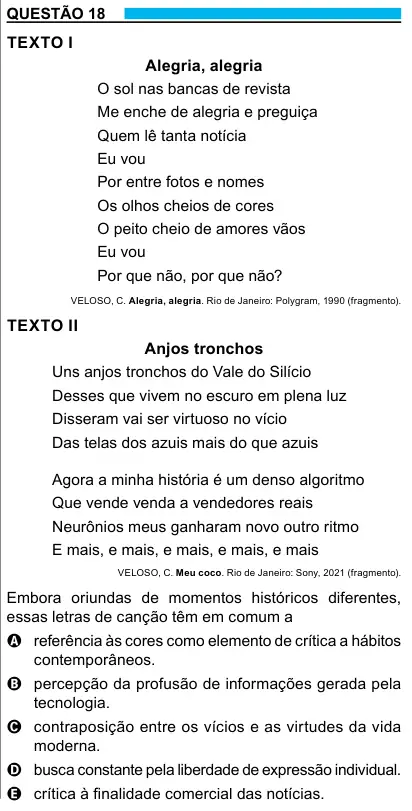 QUESTÃO 18
TEXTO I
Alegria, alegria
O sol nas bancas de revista
Me enche de alegria e preguiça
Quem lê tanta notícia
Eu vou
Por entre fotos e nomes
Os olhos cheios de cores
O peito cheio de amores vãos
Eu vou
Por que não, por que não?
VELOSO, C. Alegria, alegria. Rio de Janeiro: Polygram, 1990 (fragmento).
TEXTO II
Anjos tronchos
Uns anjos tronchos do Vale do Silício
Desses que vivem no escuro em plena luz
Disseram vai ser virtuoso no vício
Das telas dos azuis mais do que azuis
Agora a minha história é um denso algoritmo
Que vende venda a vendedores reais
Neurônios meus ganharam novo outro ritmo
E mais, e mais, e mais, e mais, e mais
VELOSO, C. Meu coco. Rio de Janeiro: Sony, 2021 (fragmento).
Embora oriundas de momentos históricos diferentes,
essas letras de canção têm em comum a
A referência às cores como elemento de crítica a hábitos
contemporâneos.
B percepção da profusão de informações gerada pela
tecnologia.
C contraposição entre os vícios e as virtudes da vida
moderna.
D busca constante pela liberdade de expressão individual.
E crítica à finalidade comercial das notícias.